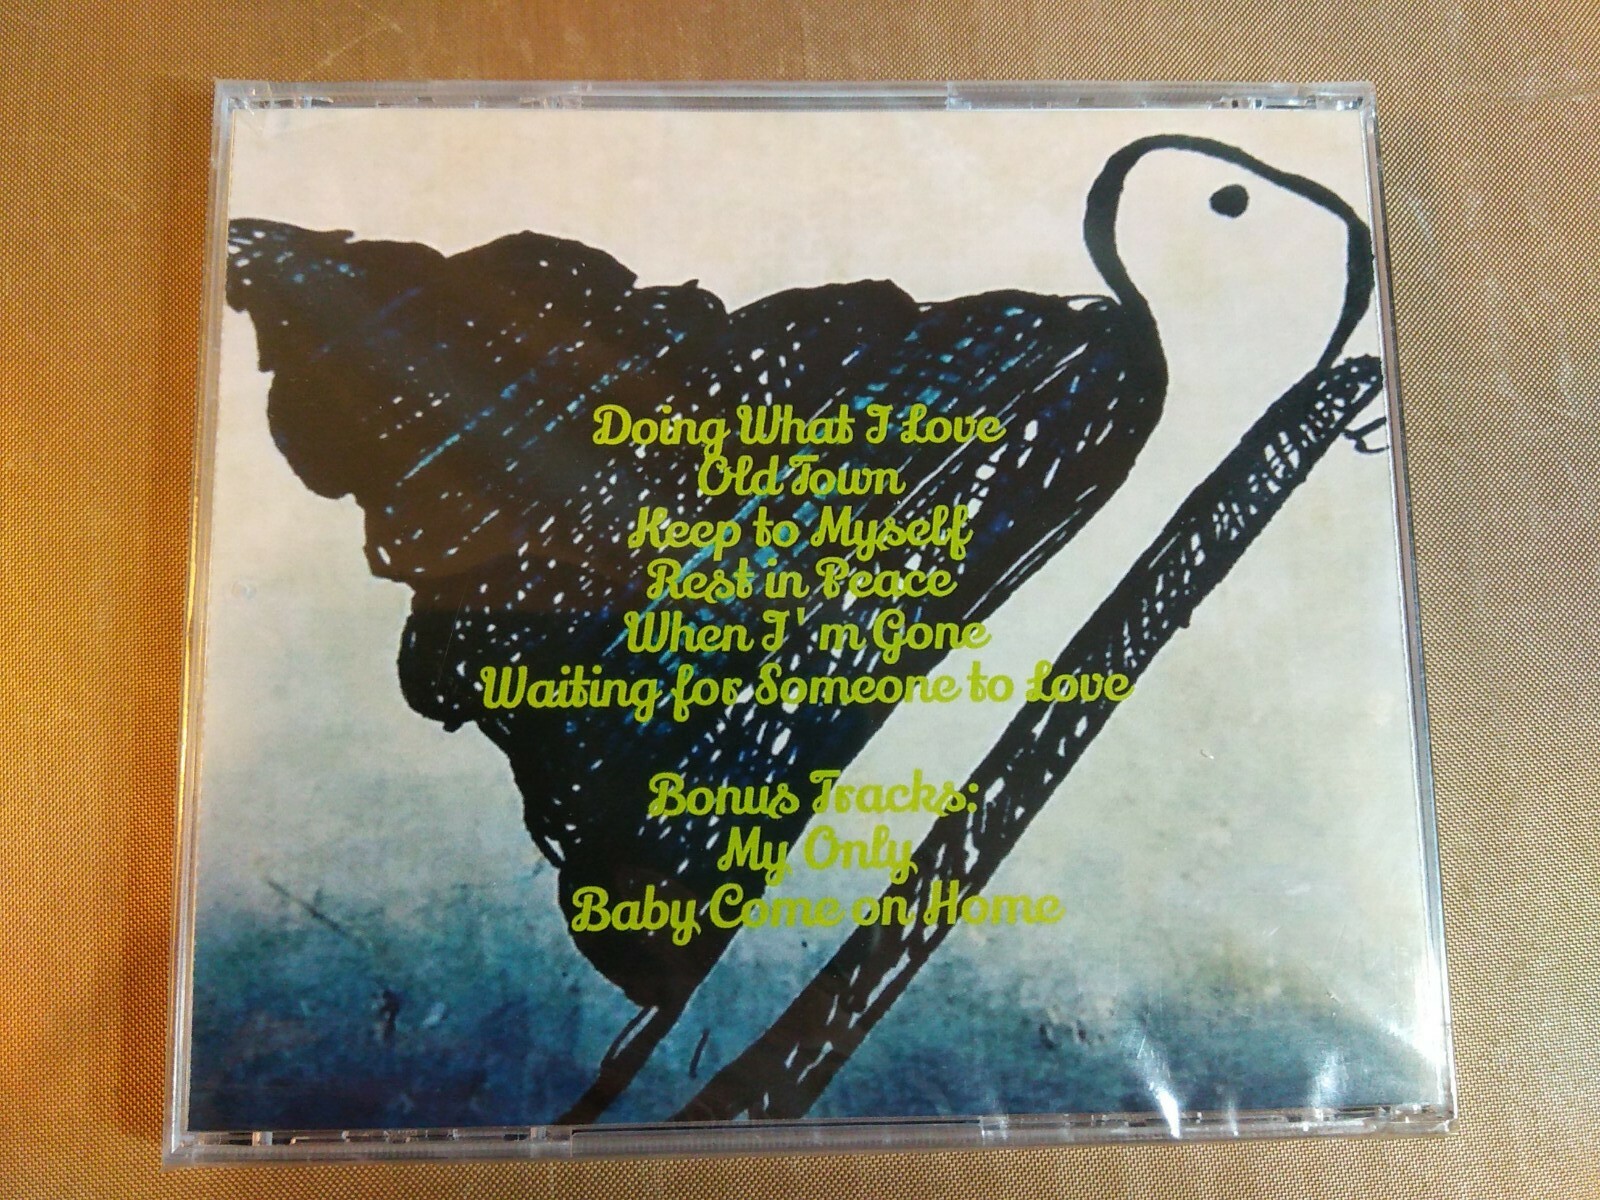 Doing What I Love
Old Town
Keep to Myself
Rest in Peace
When I'm Gone
Waiting for Someone to Love
Bonus Tracks:
My Only
Baby Come on Home